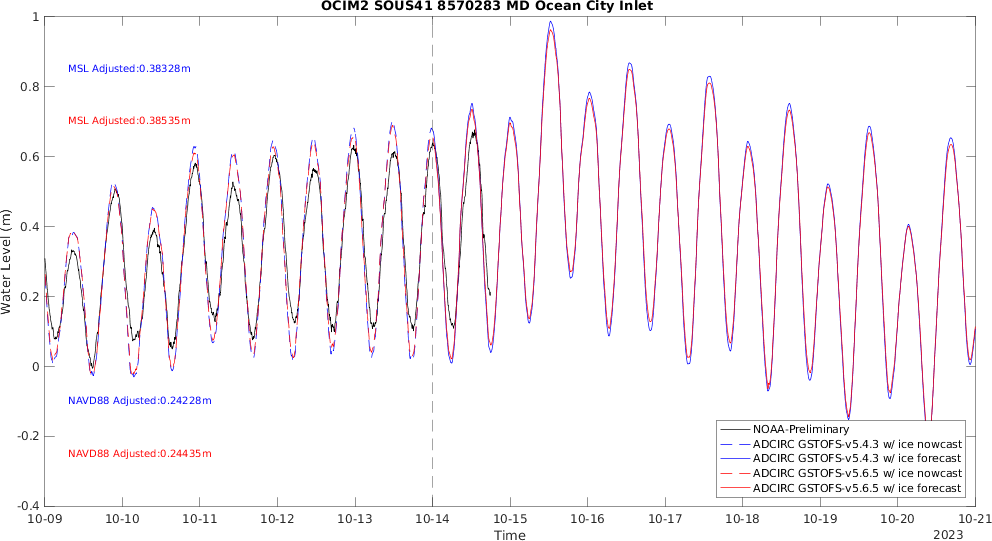 OCIM2 SOUS41 8570283 MD Ocean City Inlet
1
0.8
0.6
0.4
0.2
0
-0.2
-0.4
Water Level (m)
MSL Adjusted:0.38328m
MSL Adjusted:0.38535m
NAVD88 Adjusted:0.24228m
NAVD88 Adjusted:0.24435m
NOAA-Preliminary
ADCIRC GSTOFS-v5.4.3 w/ ice nowcast
ADCIRC GSTOFS-v5.4.3 w/ ice forecast
ADCIRC GSTOFS-v5.6.5 w/ ice nowcast
ADCIRC GSTOFS-v5.6.5 w/ ice forecast
10-09 10-10 10-11 10-12 10-13 10-14 10-15 10-16 10-17 10-18 10-19 10-20 10-21
Time
2023